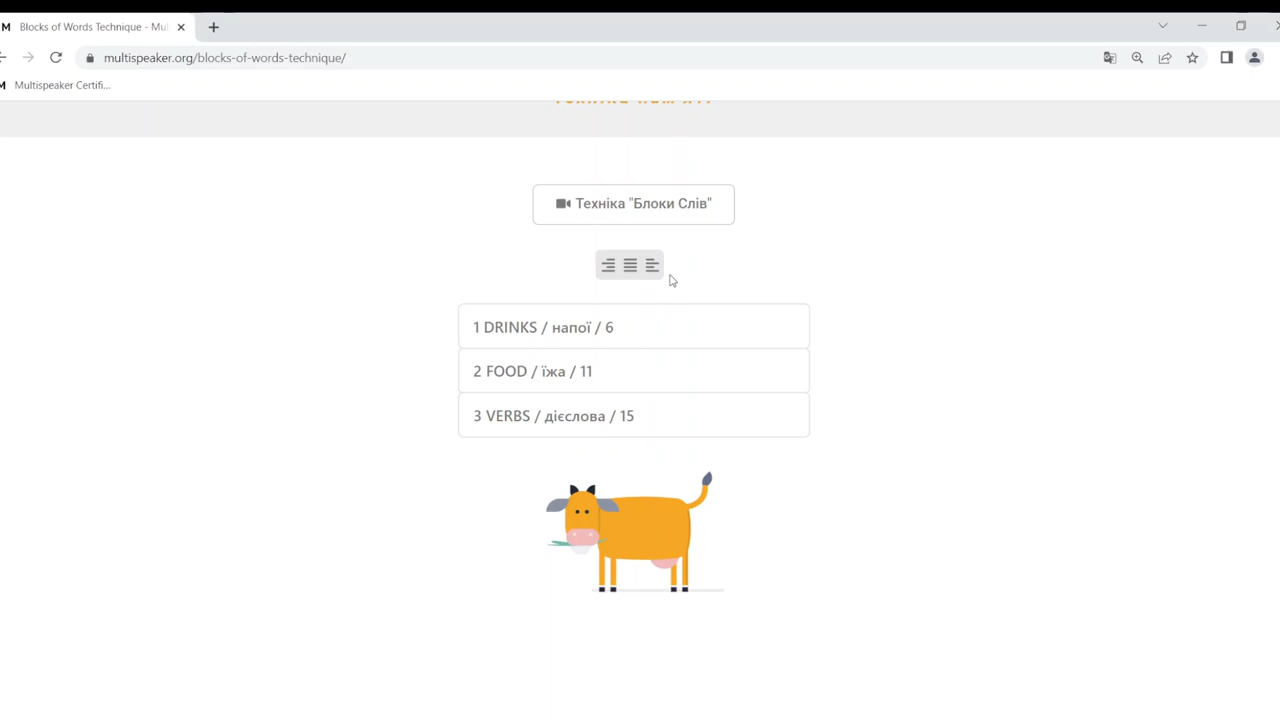 M Blocks of Words Technique - Mul
multispeaker.org/blocks-of-words-technique/
M Multispeaker Certifi...
Техніка "Блоки Слів"
1 DRINKS / напої / 6
2 FOOD / їжа / 11
3 VERBS / дієслова / 15